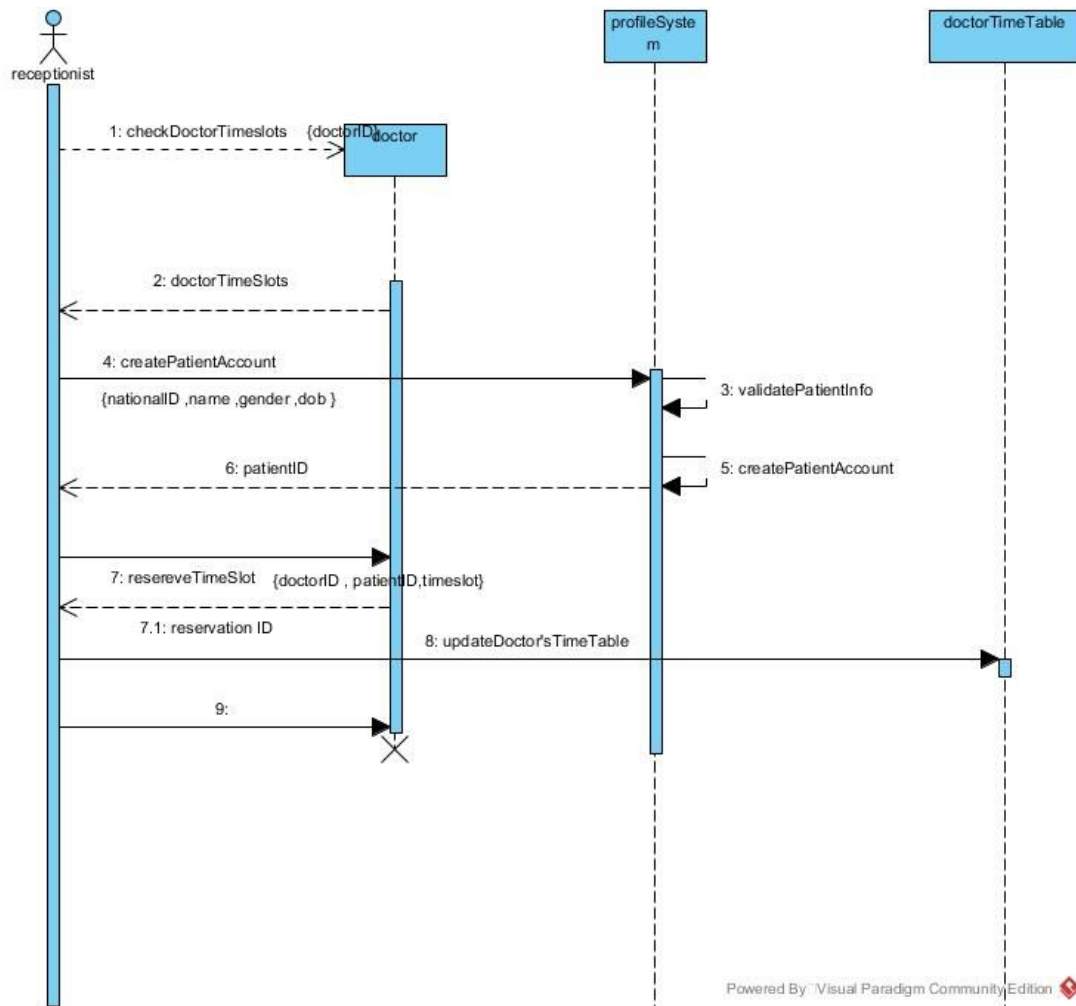 profileSyste
m
doctorTimeTable
receptionist
1: checkDoctorTimeslots {doctorID}
doctor
2: doctorTimeSlots
4: createPatientAccount
{nationalID ,name ,gender ,dob }
3: validatePatientInfo
6: patientID
5: createPatientAccount
7: resereveTimeSlot {doctorID , patientID,timeslot}
7.1: reservation ID
8: updateDoctor'sTimeTable
9:
Powered By Visual Paradigm Community Edition